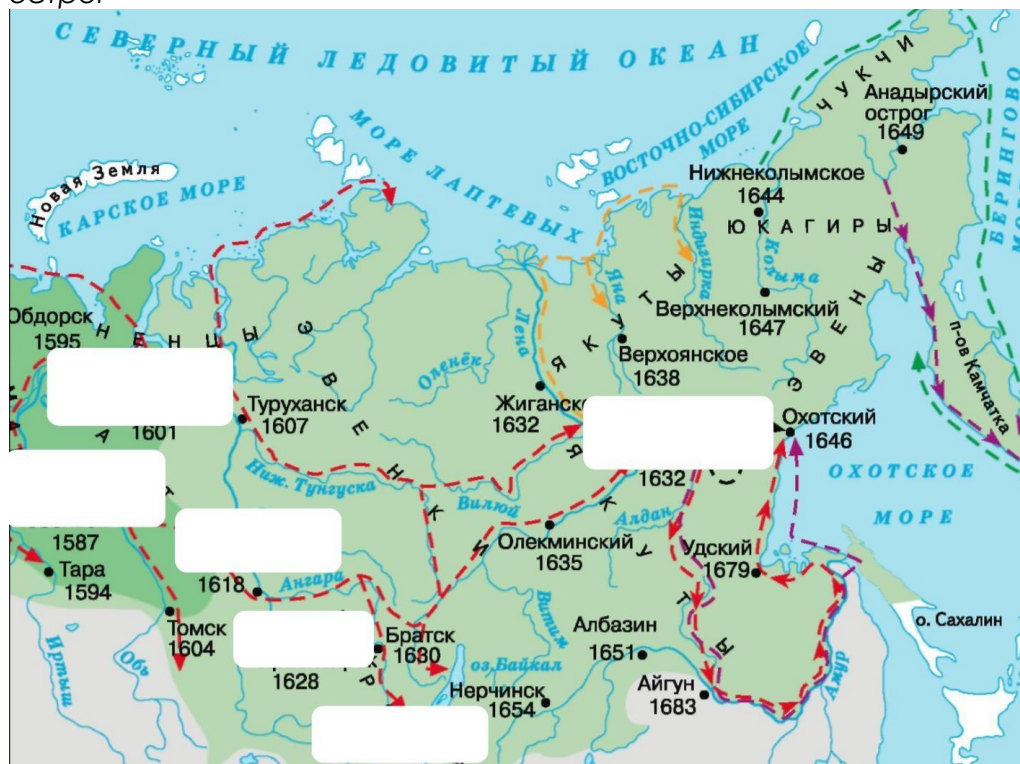 острог
СЕВЕРНЫЙ ЛЕДОВИТЫЙ ОКЕАН
ЧУКЧИ
БЕРИНГОВО
МОРЕ
Анадырский
острог
1649
МОРЕ ЛАПТЕВЫХ
ВОСТОЧНО-СИБИРСКОЕ
МОРЕ
Новая Земля
КАРСКОЕ МОРЕ
Нижнеколымское
1644
ЮКАГИРЫ
Индигирка
Колыма
Яна
Лена
Верхнеколымский
1647
ЭВЕНЫ
ЯКУТЫ
Обдорск
1595
НЕНЦЫ
ЭВЕНКИ
Оленёк
Верхоянское
1638
п-ов Камчатка
Жиганск
1632
1601
Туруханск
1607
Охотский
1646
Ниж. Тунгуска
Вилюй
ЯКУТЫ
1632
Алдан
ОХОТСКОЕ
МОРЕ
1587
Тара
1594
1618
Ангара
Олекминский
1635
Удский
1679
Томск
1604
Братск
1630
Витим
Албазин
1651
о. Сахалин
Иртыш
Обь
1628
оз.Байкал
Нерчинск
1654
Айгун
1683
Амур